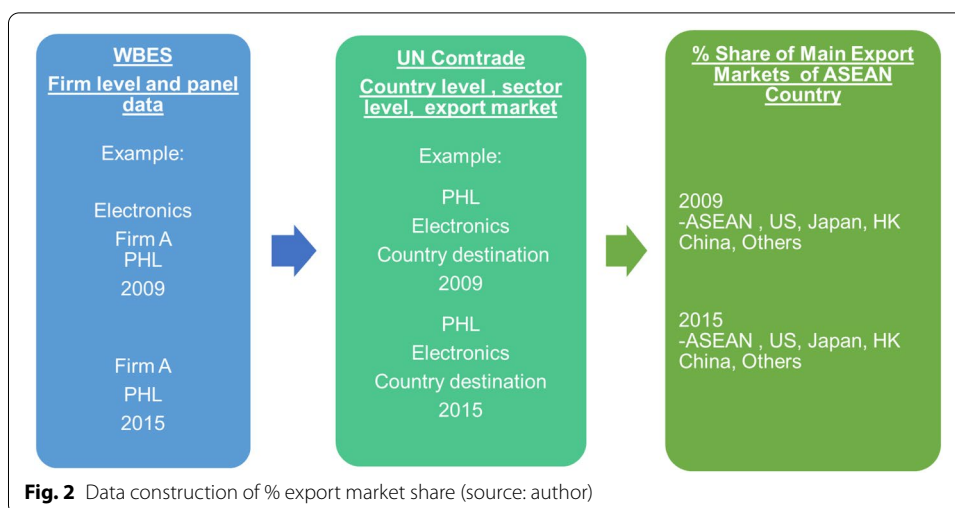 WBES
Firm level and panel
data
Example:
Electronics
Firm A
PHL
2009
Firm A
PHL
2015
UN Comtrade
Country level , sector
level, export market
Example:
PHL
Electronics
Country destination
2009
PHL
Electronics
Country destination
2015
% Share of Main Export
Markets of ASEAN
Country
2009
-ASEAN , US, Japan, HK
China, Others
2015
-ASEAN , US, Japan, HK
China, Others
Fig. 2 Data construction of % export market share (source: author)